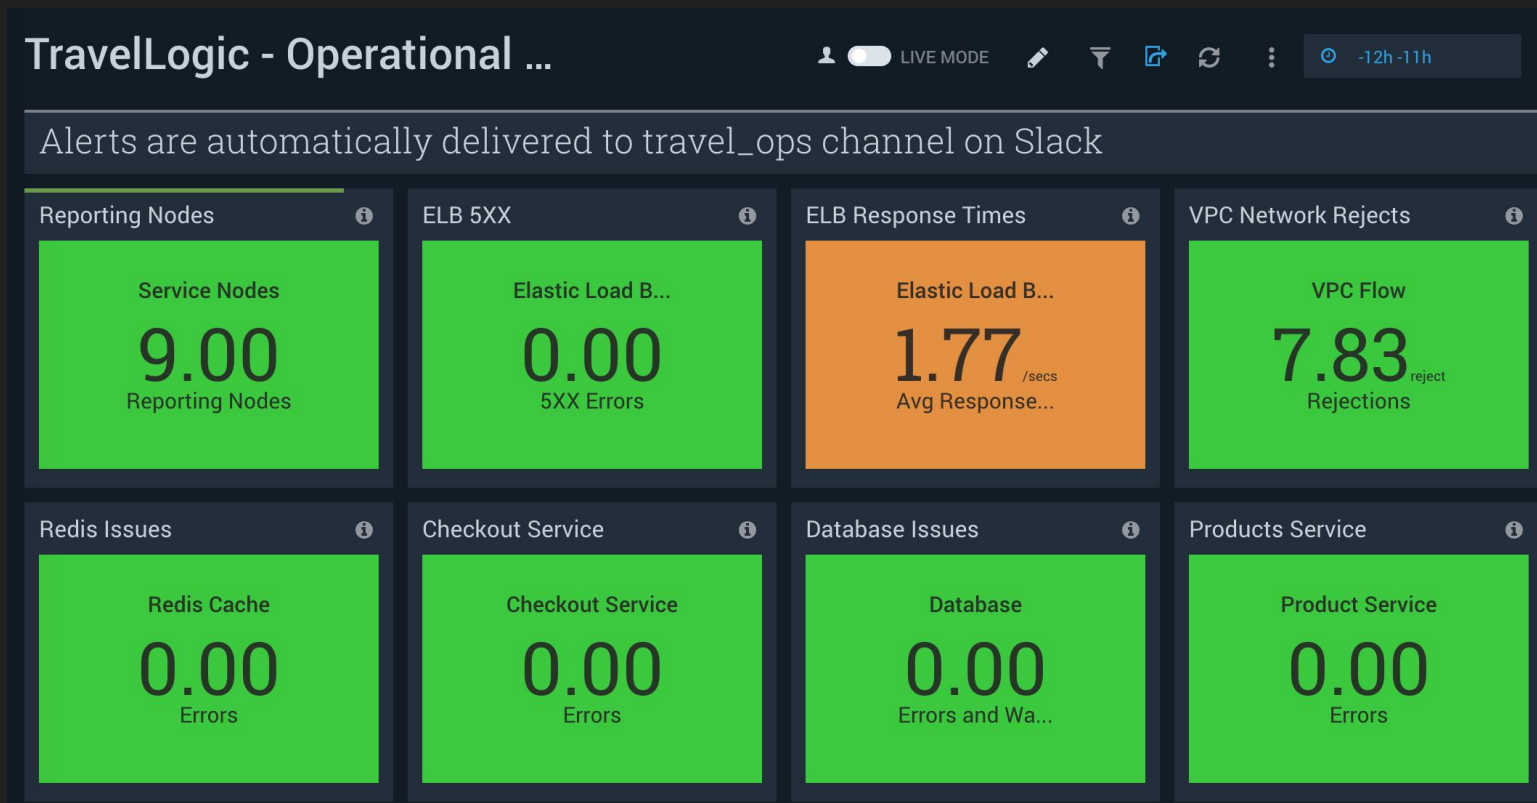 TravelLogic - Operational ...
LIVE MODE
-12h -11h
Alerts are automatically delivered to travel_ops channel on Slack
Reporting Nodes
Service Nodes
9.00
Reporting Nodes
ELB 5XX
Elastic Load B...
0.00
5XX Errors
ELB Response Times
Elastic Load B...
1.77 /secs
Avg Response...
VPC Network Rejects
VPC Flow
7.83 reject
Rejections
Redis Issues
Redis Cache
0.00
Errors
Checkout Service
Checkout Service
0.00
Errors
Database Issues
Database
0.00
Errors and Wa...
Products Service
Product Service
0.00
Errors